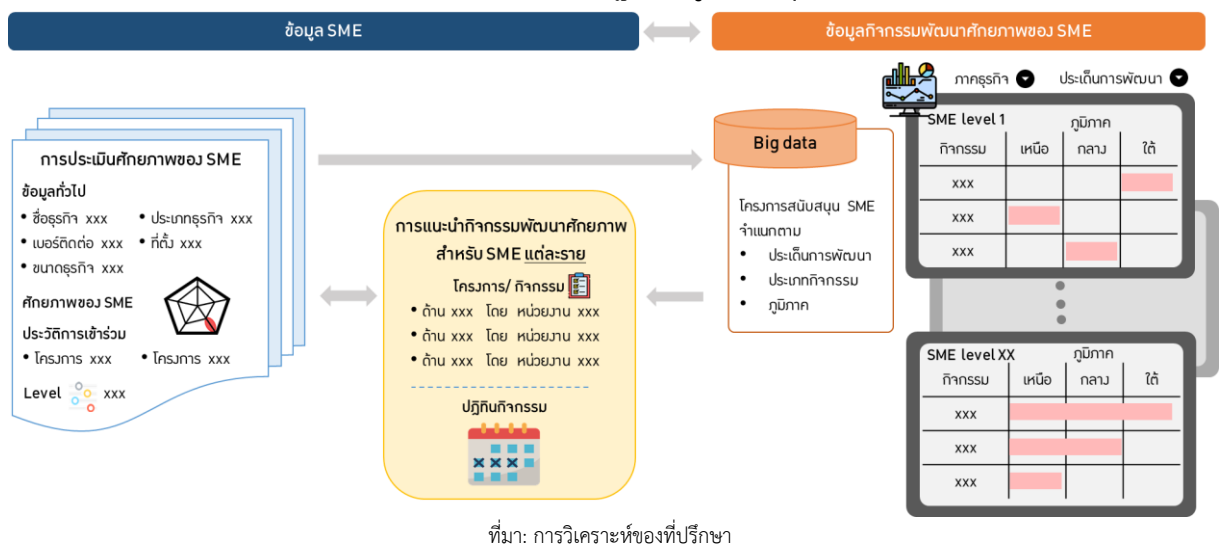 ข้อมูล SME
ข้อมูลกิจกรรมพัฒนาศักยภาพของ SME
การประเมินศักยภาพของ SME
ข้อมูลทั่วไป
• ชื่อธุรกิจ xxx • ประเภทธุรกิจ xxx
• เบอร์ติดต่อ xxx • ที่ตั้ง xxx
• ขนาดธุรกิจ xxx
ศักยภาพของ SME
ประวัติการเข้าร่วม
• โครงการ xxx • โครงการ xxx
Level xxx
การแนะนำกิจกรรมพัฒนาศักยภาพ
สำหรับ SME แต่ละราย
โครงการ/ กิจกรรม
• ด้าน xxx โดย หน่วยงาน xxx
• ด้าน xxx โดย หน่วยงาน xxx
• ด้าน xxx โดย หน่วยงาน xxx
ปฏิทินกิจกรรม
Big data
โครงการสนับสนุน SME
จำแนกตาม
• ประเด็นการพัฒนา
• ประเภทกิจกรรม
• ภูมิภาค
ภาคธุรกิจ ประเด็นการพัฒนา
SME level 1 ภูมิภาค
กิจกรรม เหนือ กลาง ใต้
xxx
xxx
xxx
SME level XX ภูมิภาค
กิจกรรม เหนือ กลาง ใต้
xxx
xxx
xxx
ที่มา: การวิเคราะห์ของที่ปรึกษา